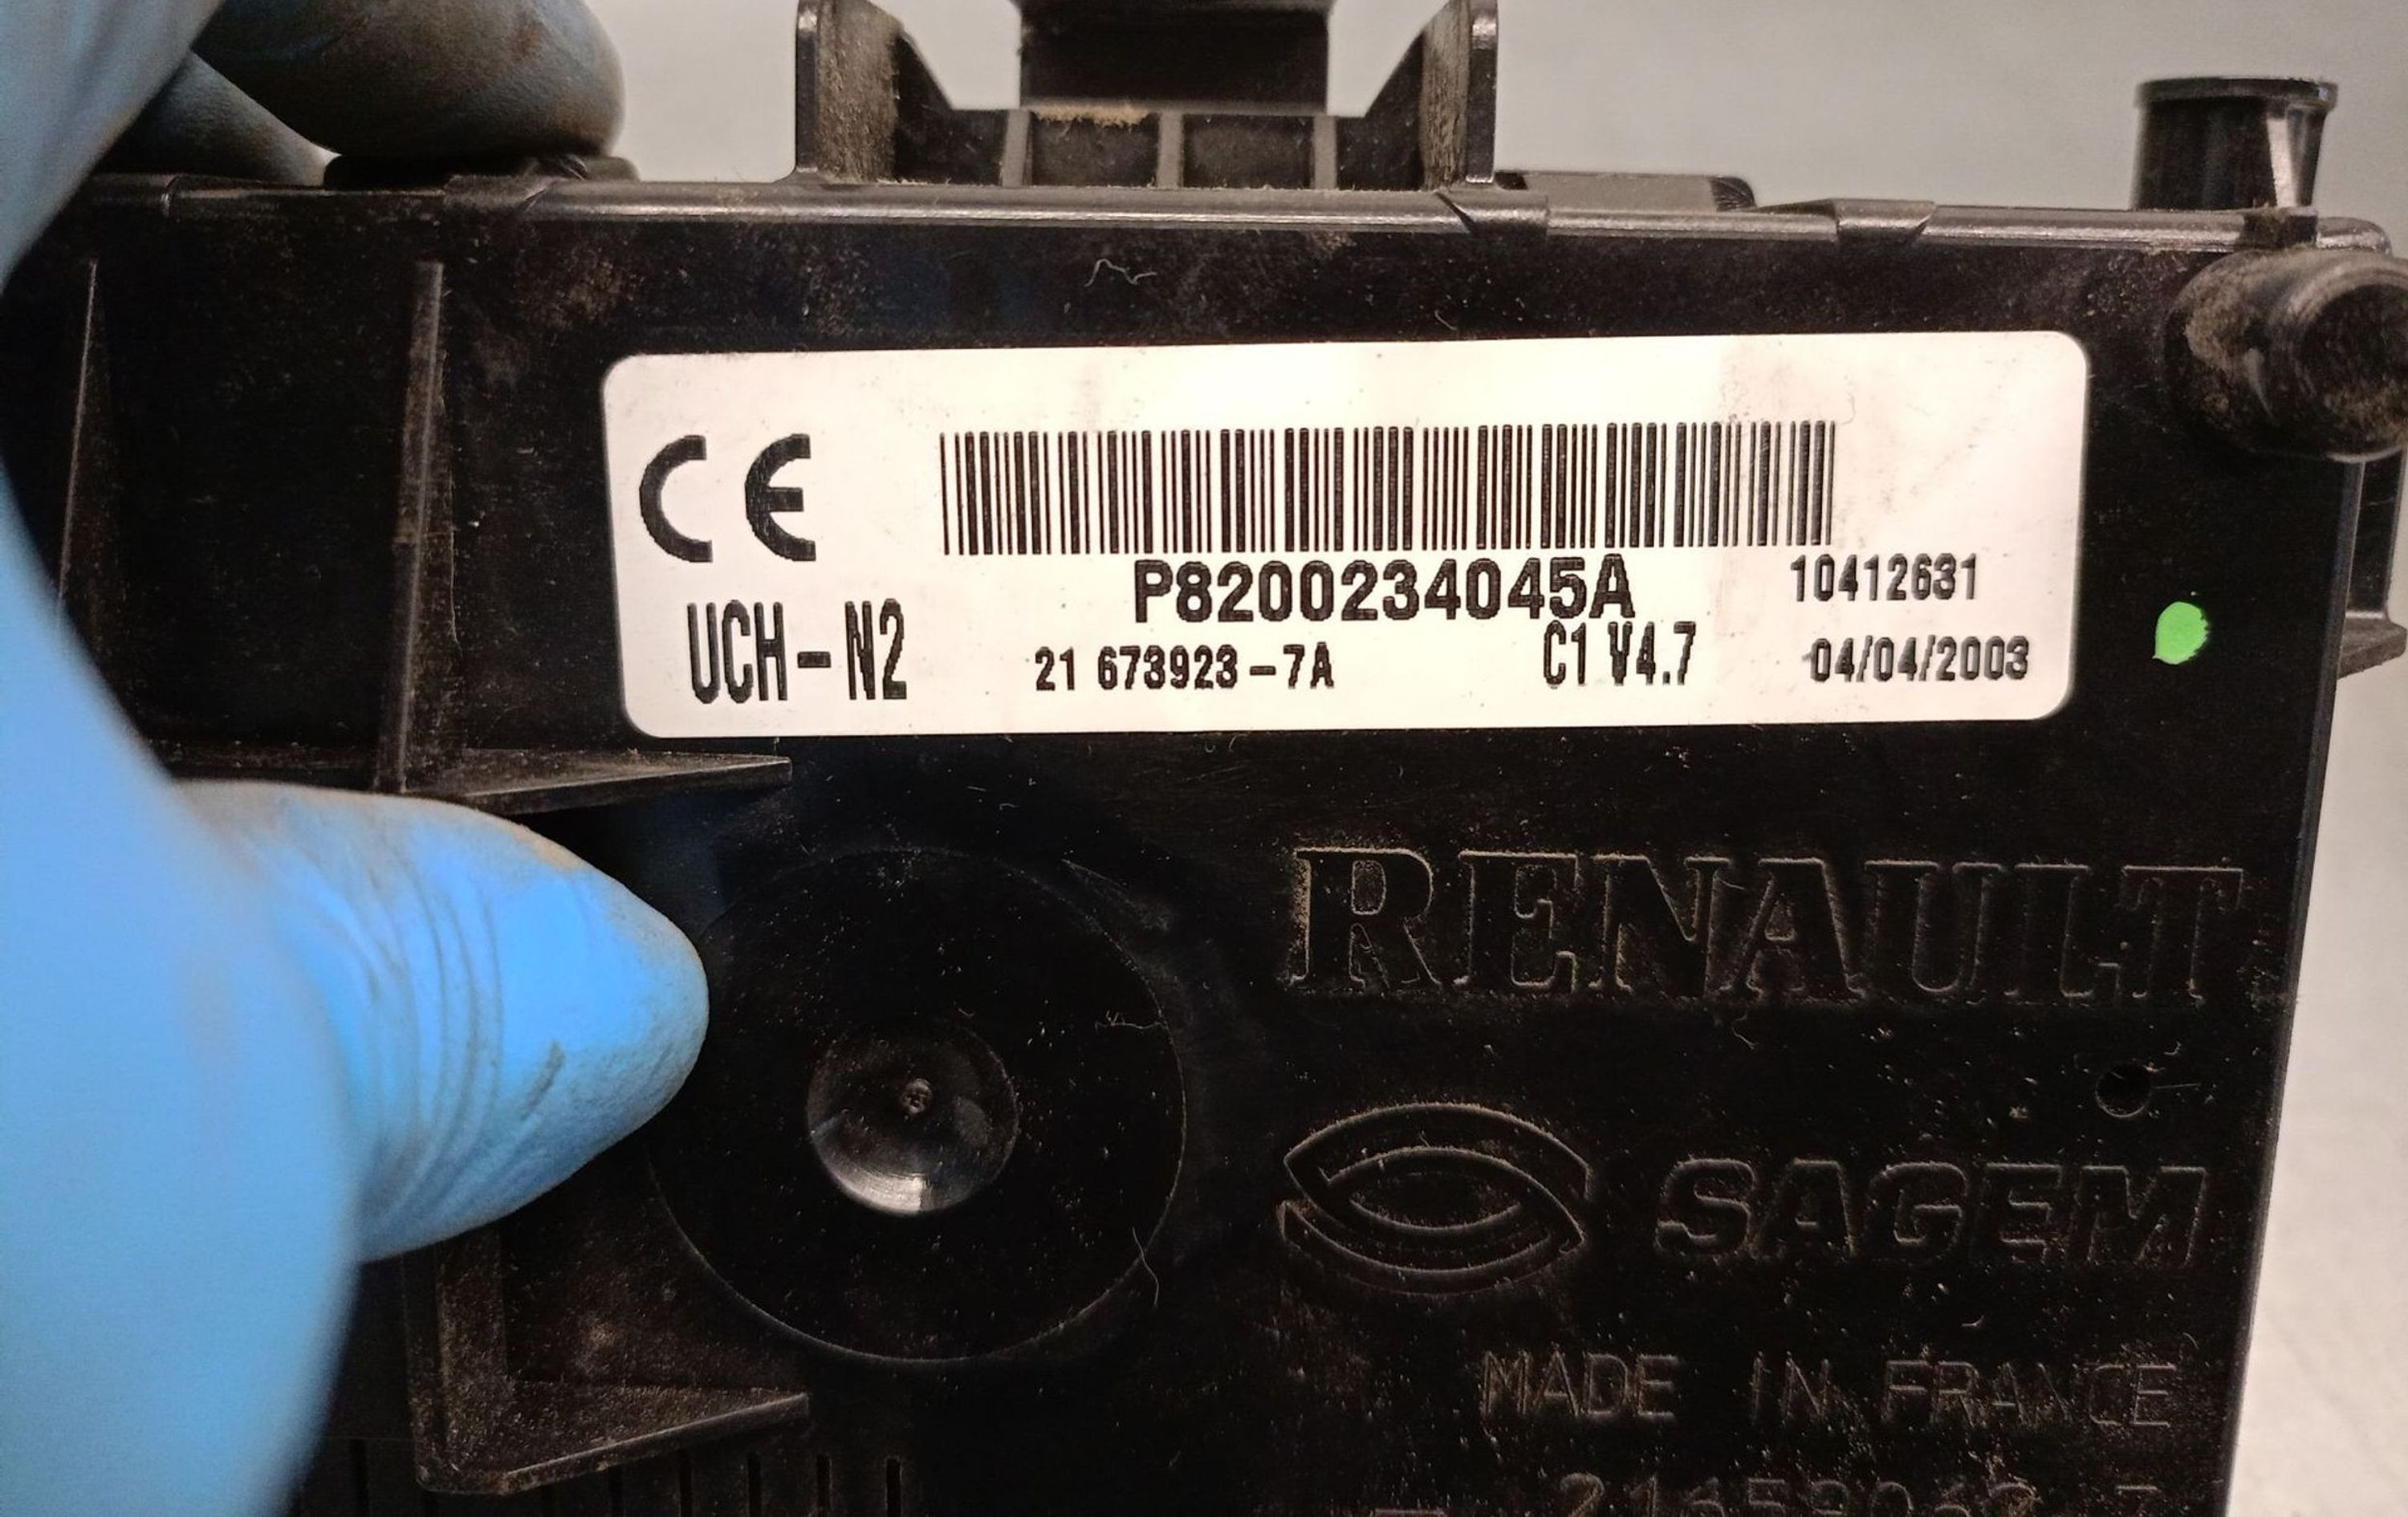 CE
P8200234045A 10412631
UCH-N2 21 673923-7A C1 V4.7 04/04/2003
RENAULT
SAGEM
MADE IN FRANCE